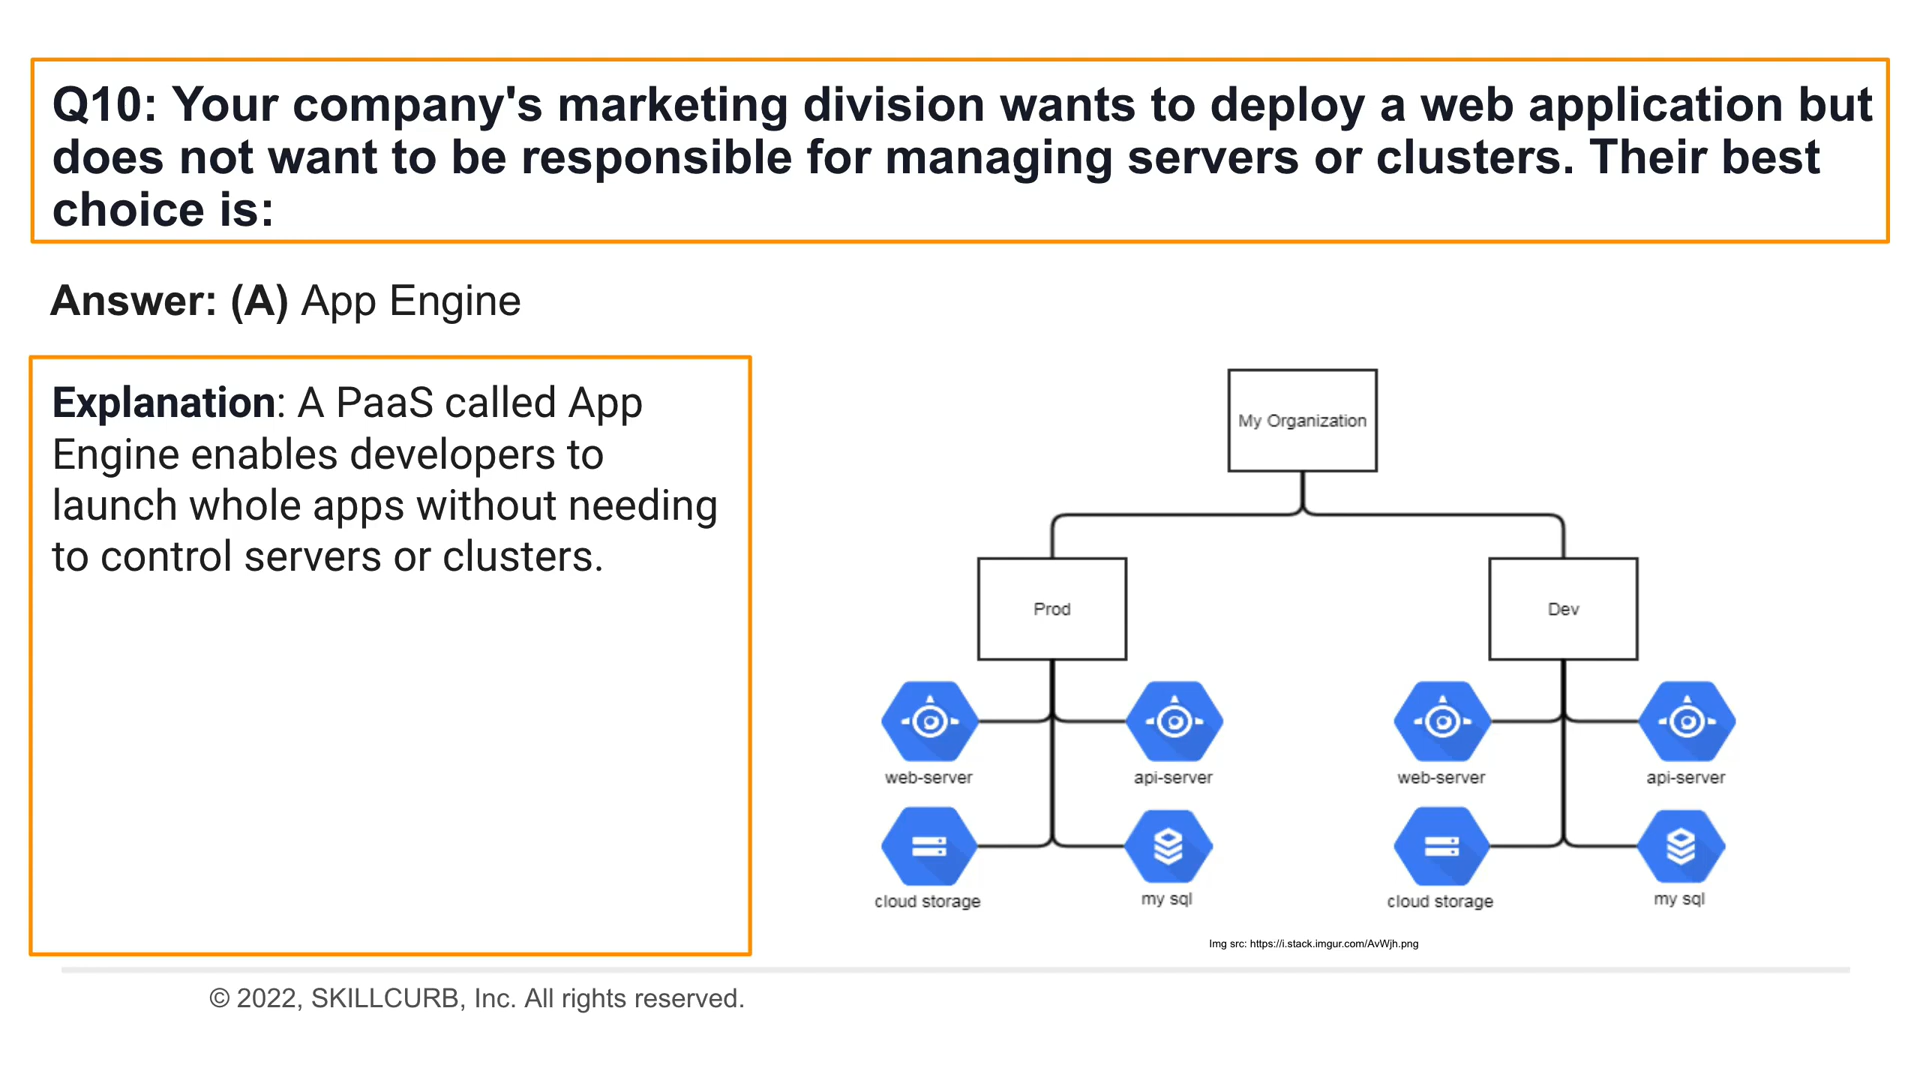 Q10: Your company's marketing division wants to deploy a web application but
does not want to be responsible for managing servers or clusters. Their best
choice is:
Answer: (A) App Engine
Explanation: A PaaS called App
Engine enables developers to
launch whole apps without needing
to control servers or clusters.
My Organization
Prod
Dev
web-server
api-server
web-server
api-server
cloud storage
my sql
cloud storage
my sql
Img src: https://i.stack.imgur.com/AvWjh.png
© 2022, SKILLCURB, Inc. All rights reserved.